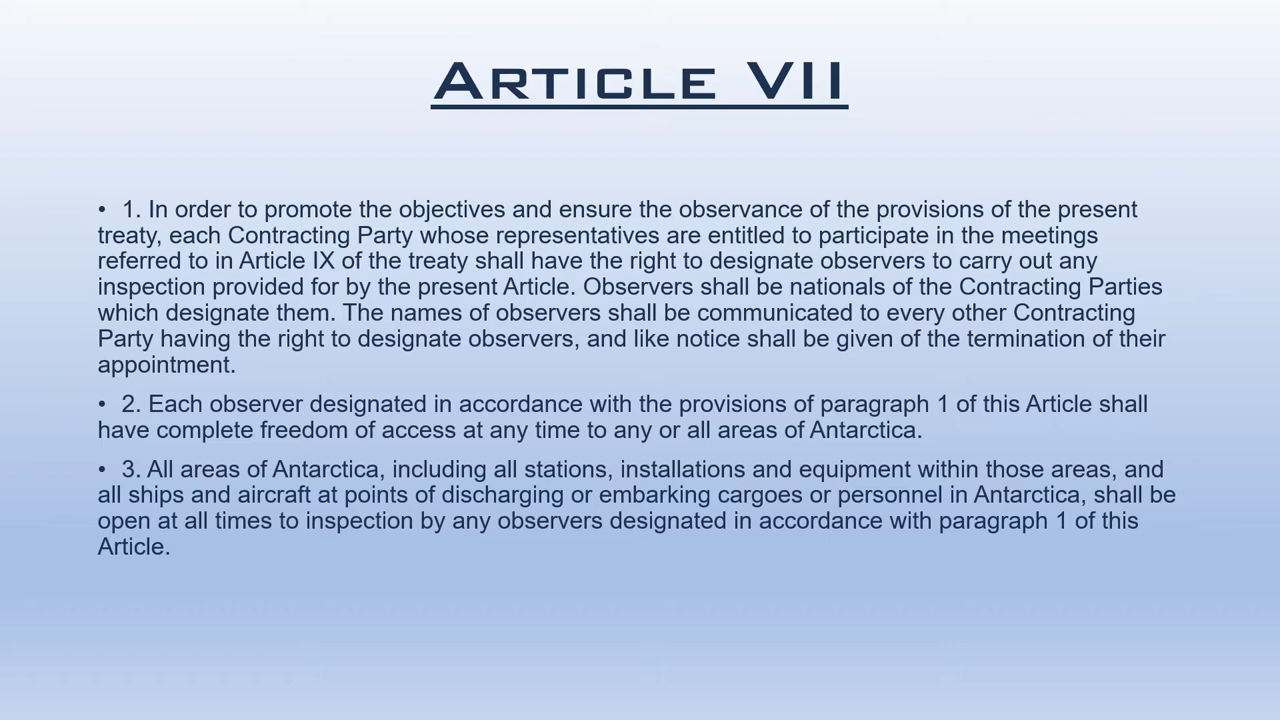 Article VII
• 1. In order to promote the objectives and ensure the observance of the provisions of the present
treaty, each Contracting Party whose representatives are entitled to participate in the meetings
referred to in Article IX of the treaty shall have the right to designate observers to carry out any
inspection provided for by the present Article. Observers shall be nationals of the Contracting Parties
which designate them. The names of observers shall be communicated to every other Contracting
Party having the right to designate observers, and like notice shall be given of the termination of their
appointment.
• 2. Each observer designated in accordance with the provisions of paragraph 1 of this Article shall
have complete freedom of access at any time to any or all areas of Antarctica.
• 3. All areas of Antarctica, including all stations, installations and equipment within those areas, and
all ships and aircraft at points of discharging or embarking cargoes or personnel in Antarctica, shall be
open at all times to inspection by any observers designated in accordance with paragraph 1 of this
Article.